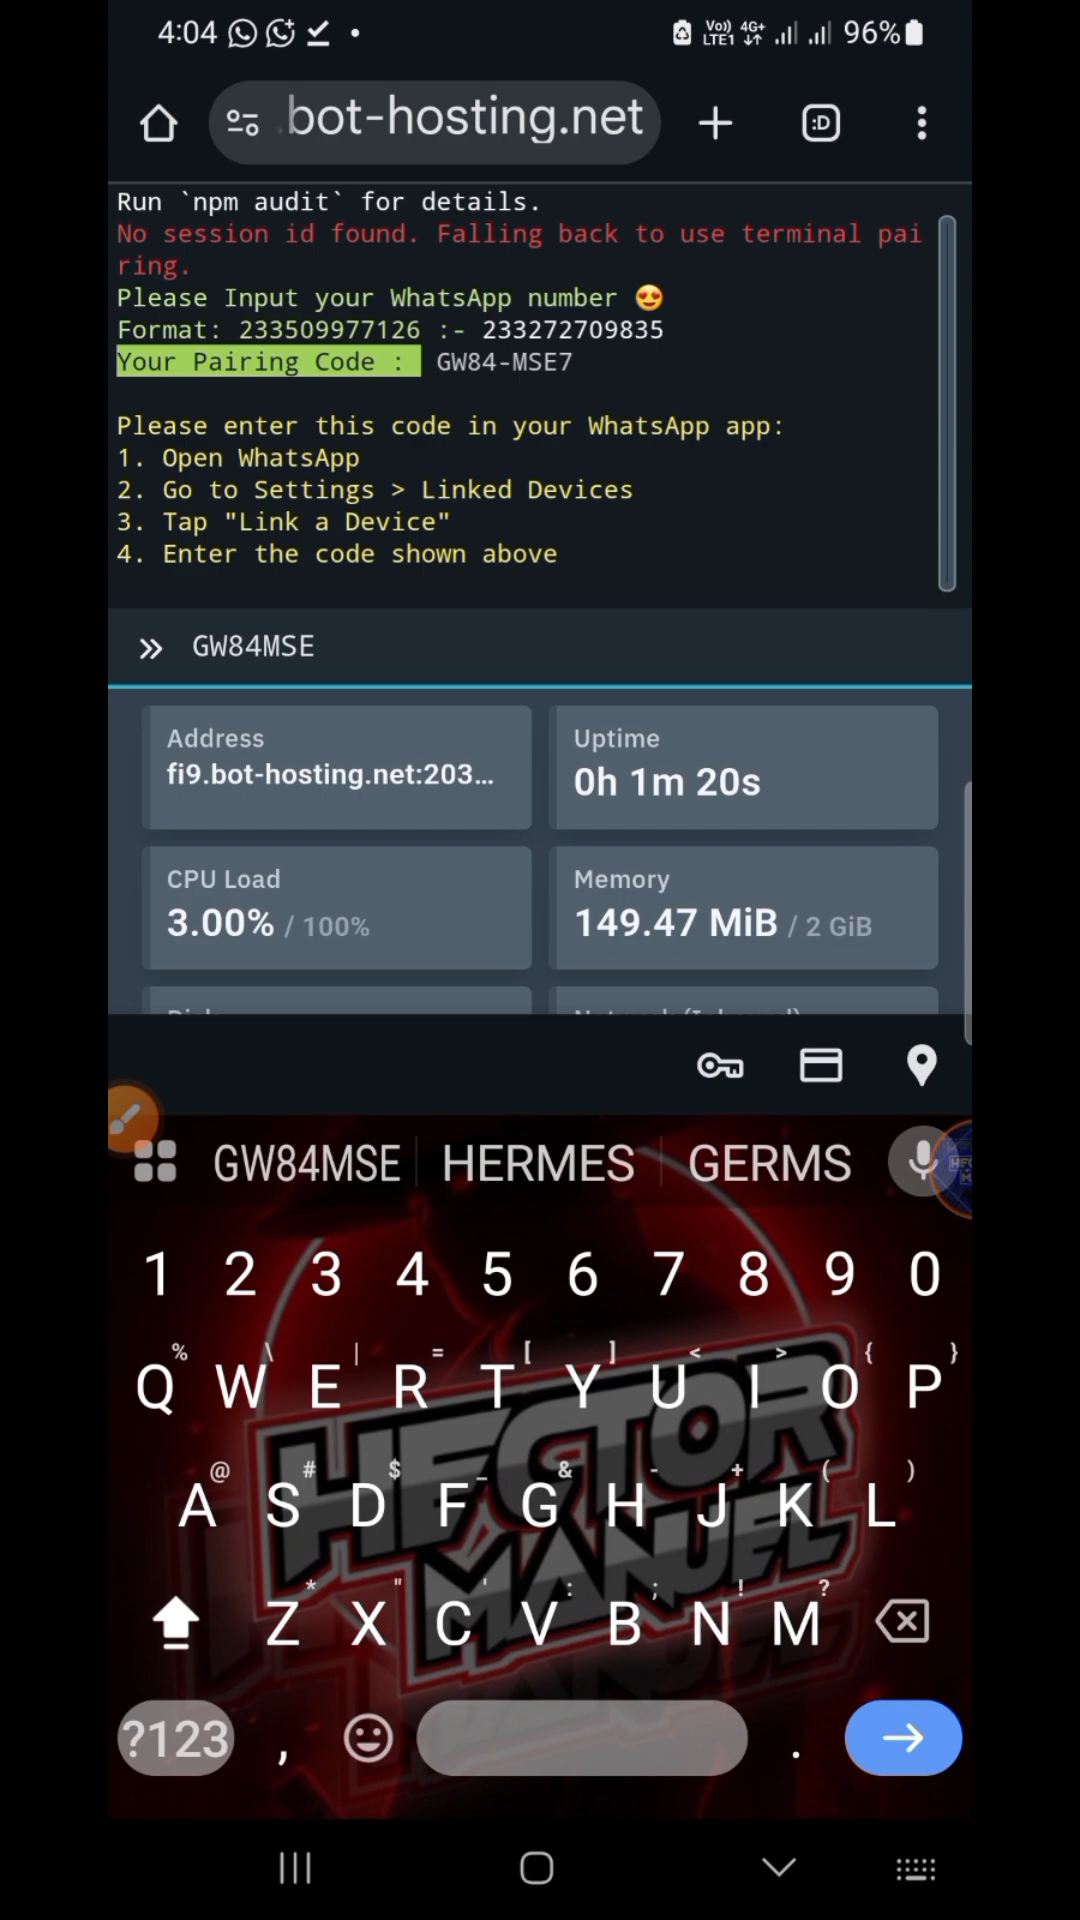 4:04
Vo)) LTE1 4G+ 96%
.bot-hosting.net
:D
Run `npm audit` for details.
No session id found. Falling back to use terminal pai
ring.
Please Input your WhatsApp number 😍
Format: 233509977126 :- 233272709835
Your Pairing Code : GW84-MSE7
Please enter this code in your WhatsApp app:
1. Open WhatsApp
2. Go to Settings > Linked Devices
3. Tap "Link a Device"
4. Enter the code shown above
GW84MSE
Address
fi9.bot-hosting.net:203...
Uptime
0h 1m 20s
CPU Load
3.00% / 100%
Memory
149.47 MiB / 2 GiB
GW84MSE HERMES GERMS
1 2 3 4 5 6 7 8 9 0
% \ | = [ ] < > { }
Q W E R T Y U I O P
@ # $ _ & - + ( )
A S D F G H J K L
* " ' : ; ! ?
Z X C V B N M
HECTOR
MANUEL
?123 , .